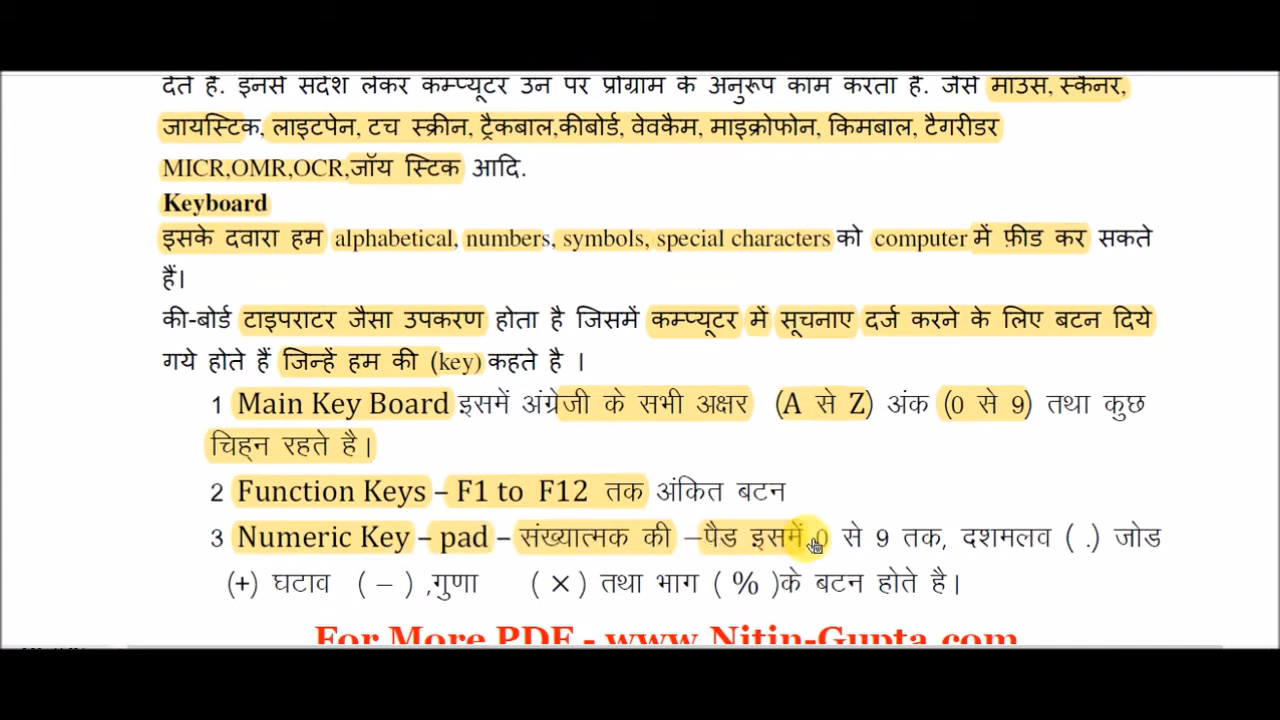 देते हैं. इनसे संदेश लेकर कम्प्यूटर उन पर प्रोग्राम के अनुरूप काम करता है. जैसे माउस, स्कैनर,
जायस्टिक, लाइटपेन, टच स्क्रीन, ट्रैकबाल,कीबोर्ड, वेवकैम, माइक्रोफोन, किमबाल, टैगरीडर
MICR,OMR,OCR,जॉय स्टिक आदि.
Keyboard
इसके दवारा हम alphabetical, numbers, symbols, special characters को computer में फ़ीड कर सकते
हैं।
की-बोर्ड टाइपराटर जैसा उपकरण होता है जिसमें कम्प्यूटर में सूचनाए दर्ज करने के लिए बटन दिये
गये होते हैं जिन्हें हम की (key) कहते है ।
1 Main Key Board इसमें अंग्रेजी के सभी अक्षर (A से Z) अंक (0 से 9) तथा कुछ
चिह्न रहते है।
2 Function Keys – F1 to F12 तक अंकित बटन
3 Numeric Key – pad – संख्यात्मक की –पैड इसमें 0 से 9 तक, दशमलव ( .) जोड
(+) घटाव ( – ) ,गुणा ( × ) तथा भाग ( % )के बटन होते है।
For More PDF - www.Nitin-Gupta.com